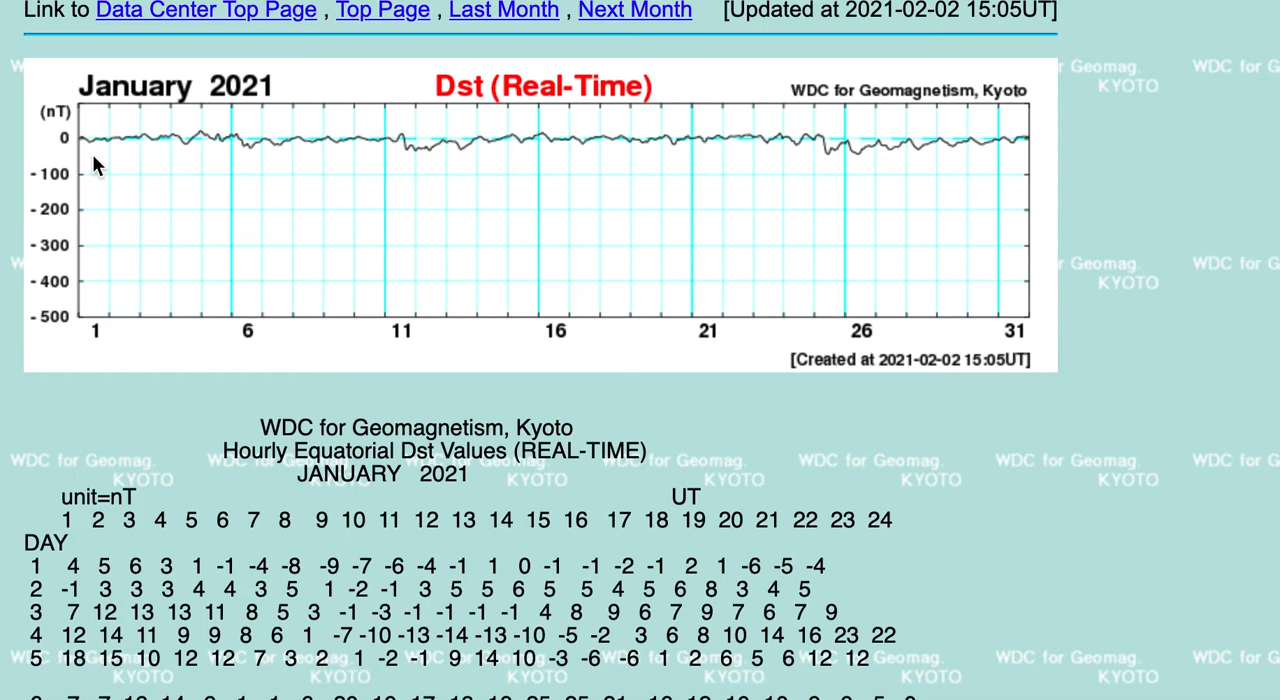 Link to Data Center Top Page , Top Page , Last Month , Next Month [Updated at 2021-02-02 15:05UT]
January 2021 Dst (Real-Time) WDC for Geomagnetism, Kyoto
(nT)
0
-100
-200
-300
-400
-500
1 6 11 16 21 26 31
[Created at 2021-02-02 15:05UT]
WDC for Geomagnetism, Kyoto
Hourly Equatorial Dst Values (REAL-TIME)
JANUARY 2021
unit=nT UT
1 2 3 4 5 6 7 8 9 10 11 12 13 14 15 16 17 18 19 20 21 22 23 24
DAY
1 4 5 6 3 1 -1 -4 -8 -9 -7 -6 -4 -1 1 0 -1 -1 -2 -1 2 1 -6 -5 -4
2 -1 3 3 3 4 4 3 5 1 -2 -1 3 5 5 6 5 5 4 5 6 8 3 4 5
3 7 12 13 13 11 8 5 3 -1 -3 -1 -1 -1 -1 4 8 9 6 7 9 7 6 7 9
4 12 14 11 9 9 8 6 1 -7 -10 -13 -14 -13 -10 -5 -2 3 6 8 10 14 16 23 22
5 18 15 10 12 12 7 3 2 1 -2 -1 9 14 10 -3 -6 -6 1 2 6 5 6 12 12
WDC for Geomag.
KYOTO